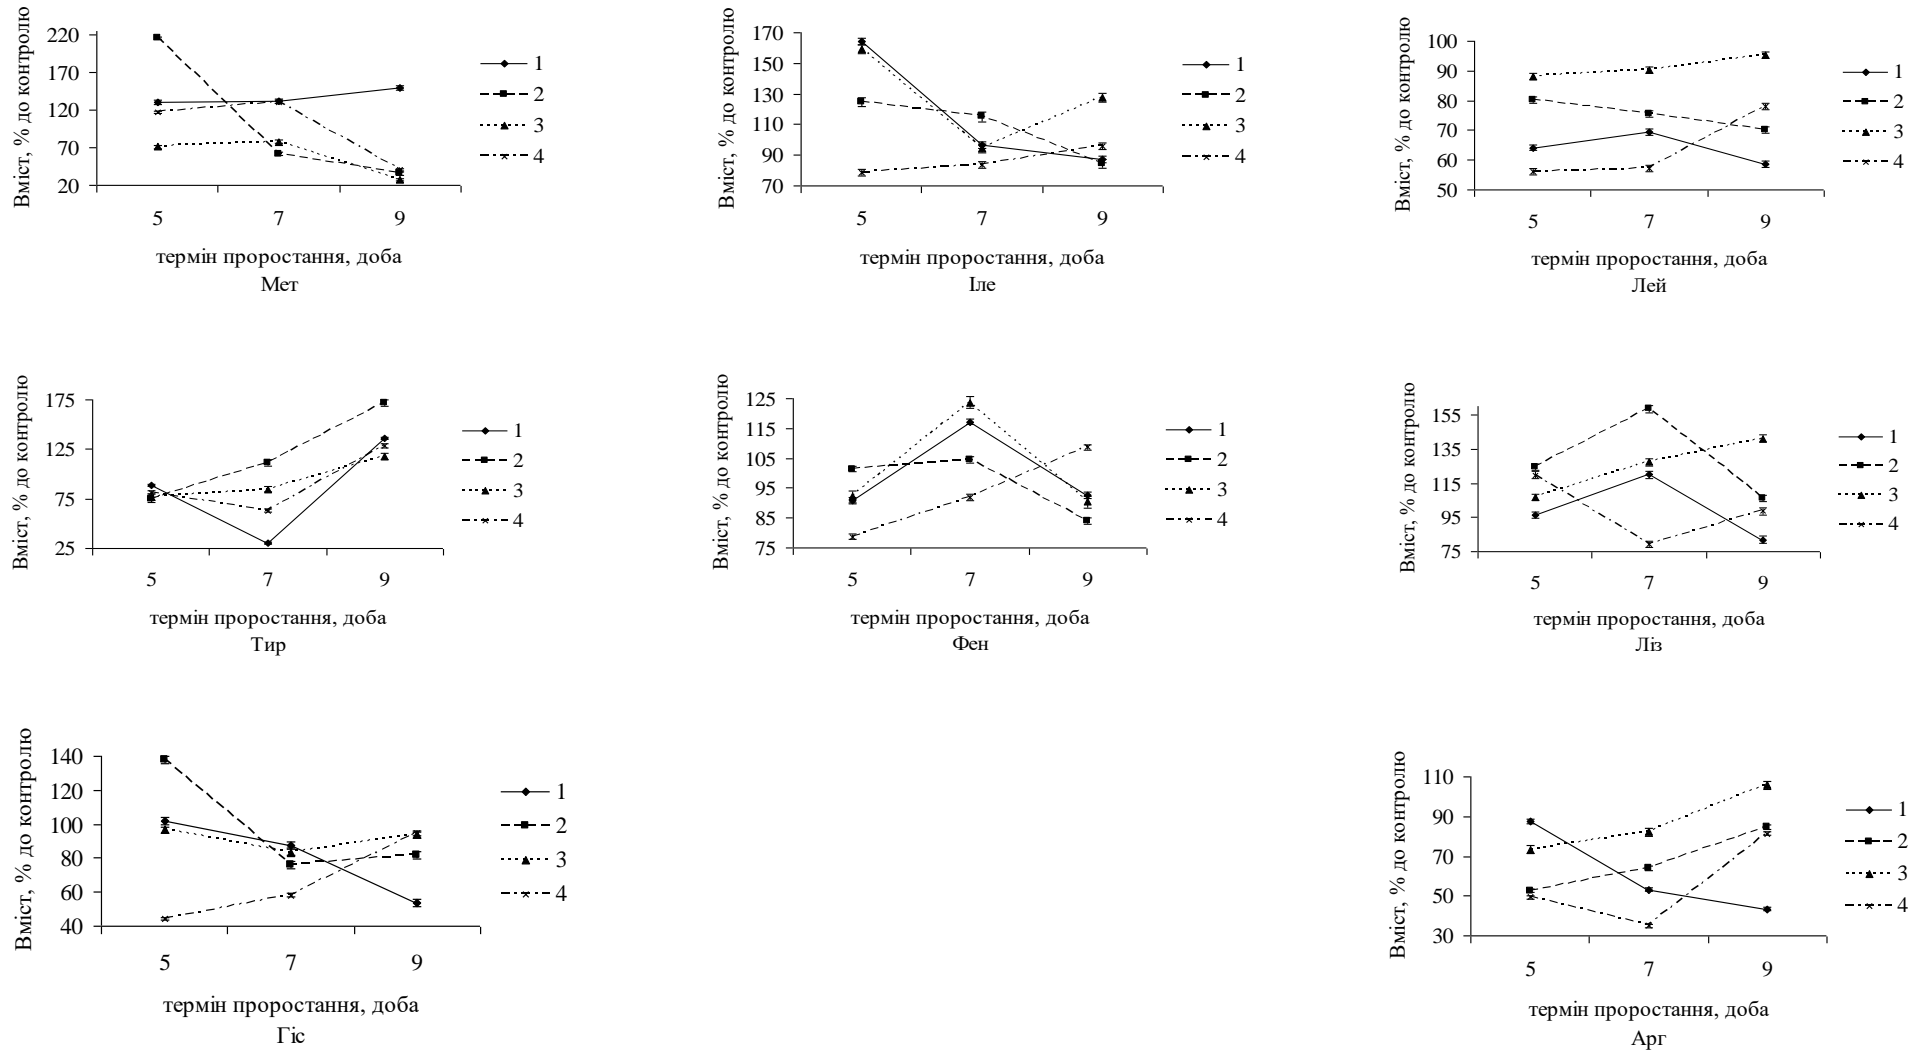 Вміст, % до контролю
220
170
120
70
20
5 7 9
термін проростання, доба
Мет
1
2
3
4
Вміст, % до контролю
170
150
130
110
90
70
5 7 9
термін проростання, доба
Іле
1
2
3
4
Вміст, % до контролю
100
90
80
70
60
50
5 7 9
термін проростання, доба
Лей
1
2
3
4
Вміст, % до контролю
175
125
75
25
5 7 9
термін проростання, доба
Тир
1
2
3
4
Вміст, % до контролю
125
115
105
95
85
75
5 7 9
термін проростання, доба
Фен
1
2
3
4
Вміст, % до контролю
155
135
115
95
75
5 7 9
термін проростання, доба
Ліз
1
2
3
4
Вміст, % до контролю
140
120
100
80
60
40
5 7 9
термін проростання, доба
Гіс
1
2
3
4
Вміст, % до контролю
110
90
70
50
30
5 7 9
термін проростання, доба
Арг
1
2
3
4